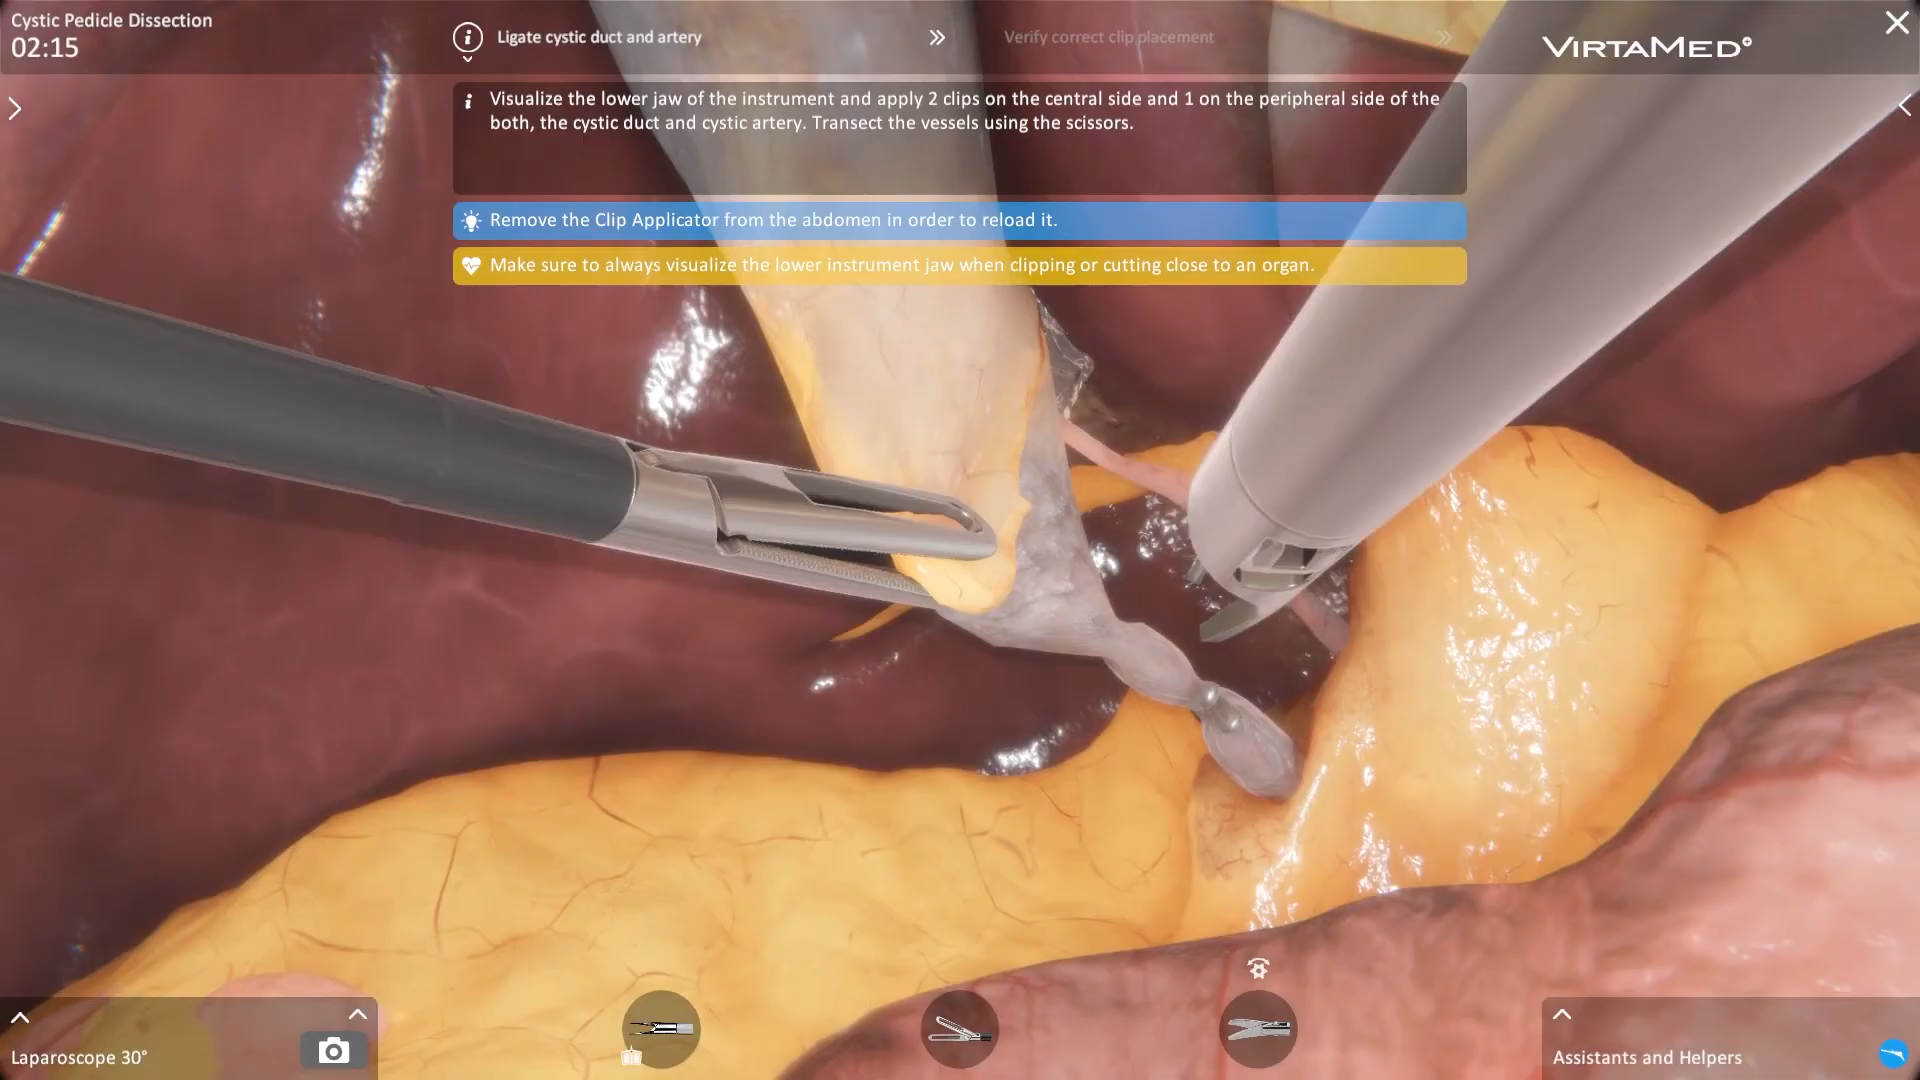 Cystic Pedicle Dissection
02:15
Ligate cystic duct and artery
Verify correct clip placement
VIRTAMED
Visualize the lower jaw of the instrument and apply 2 clips on the central side and 1 on the peripheral side of the
both, the cystic duct and cystic artery. Transect the vessels using the scissors.
Remove the Clip Applicator from the abdomen in order to reload it.
Make sure to always visualize the lower instrument jaw when clipping or cutting close to an organ.
Laparoscope 30°
Assistants and Helpers